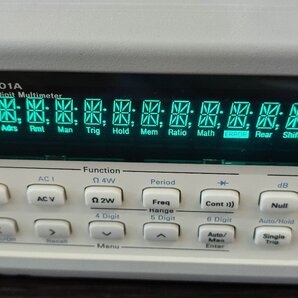 01A
Digit Multimeter
Adrs Rmt Man Trig Hold Mem Ratio Math ERROR Rear Shift
Function
AC I Ω 4W Period dB
AC V Ω 2W Freq Cont ))) Null
4 Digit 5 Digit 6 Digit Auto/Hold
Range
> Auto/Man Single Trig
On Recall Menu Enter